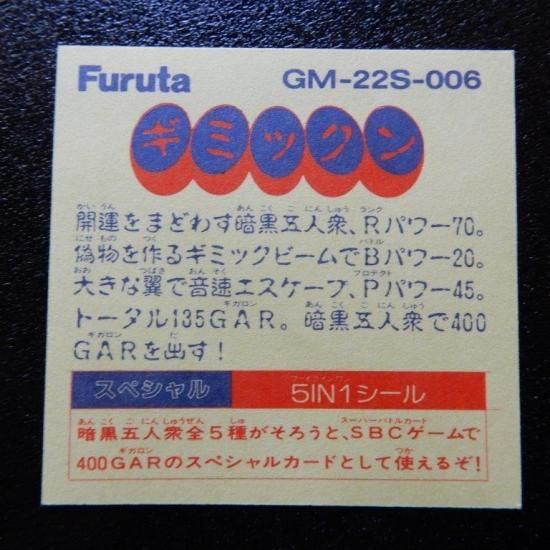 Furuta GM-22S-006
ギミックン
開運をまどわす暗黒五人衆、Rパワー70。
偽物を作るギミックビームでBパワー20。
大きな翼で音速エスケープ、Pパワー45。
トータル135GAR。暗黒五人衆で400
GARを出す!
スペシャル 5IN1シール
暗黒五人衆全5種がそろうと、SBCゲームで
400GARのスペシャルカードとして使えるぞ!